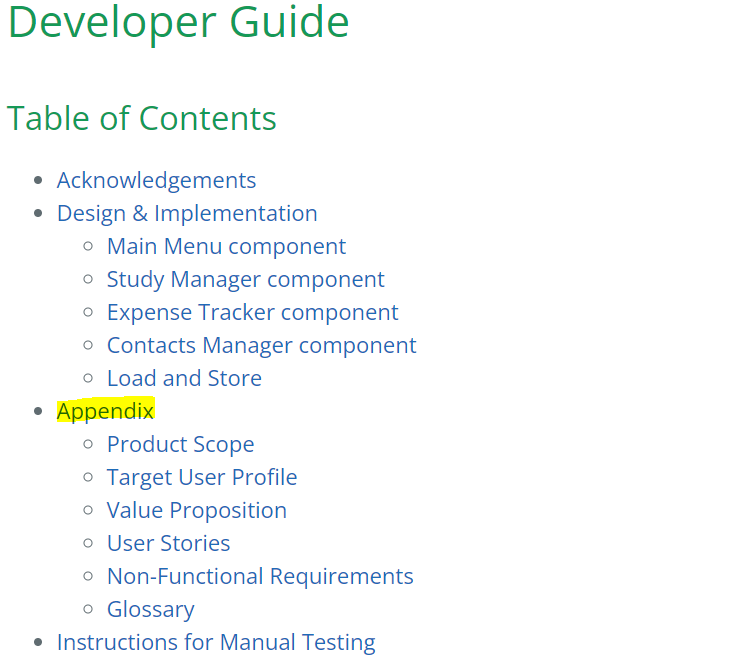 Developer Guide
Table of Contents
Acknowledgements
Design & Implementation
Main Menu component
Study Manager component
Expense Tracker component
Contacts Manager component
Load and Store
Appendix
Product Scope
Target User Profile
Value Proposition
User Stories
Non-Functional Requirements
Glossary
Instructions for Manual Testing